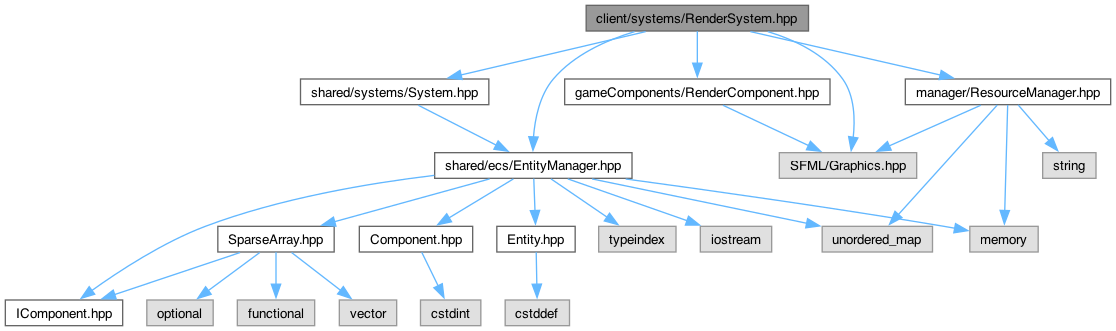 client/systems/RenderSystem.hpp
shared/systems/System.hpp
gameComponents/RenderComponent.hpp
manager/ResourceManager.hpp
shared/ecs/EntityManager.hpp
SFML/Graphics.hpp
string
SparseArray.hpp
Component.hpp
Entity.hpp
typeindex
iostream
unordered_map
memory
IComponent.hpp
optional
functional
vector
cstdint
cstddef